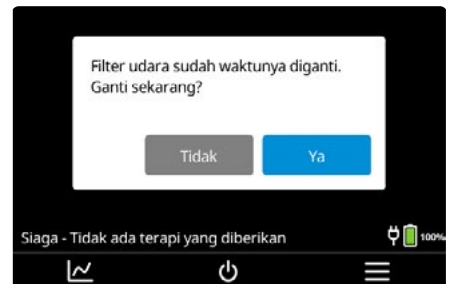 Filter udara sudah waktunya diganti.
Ganti sekarang?
Tidak
Ya
Siaga - Tidak ada terapi yang diberikan
100%